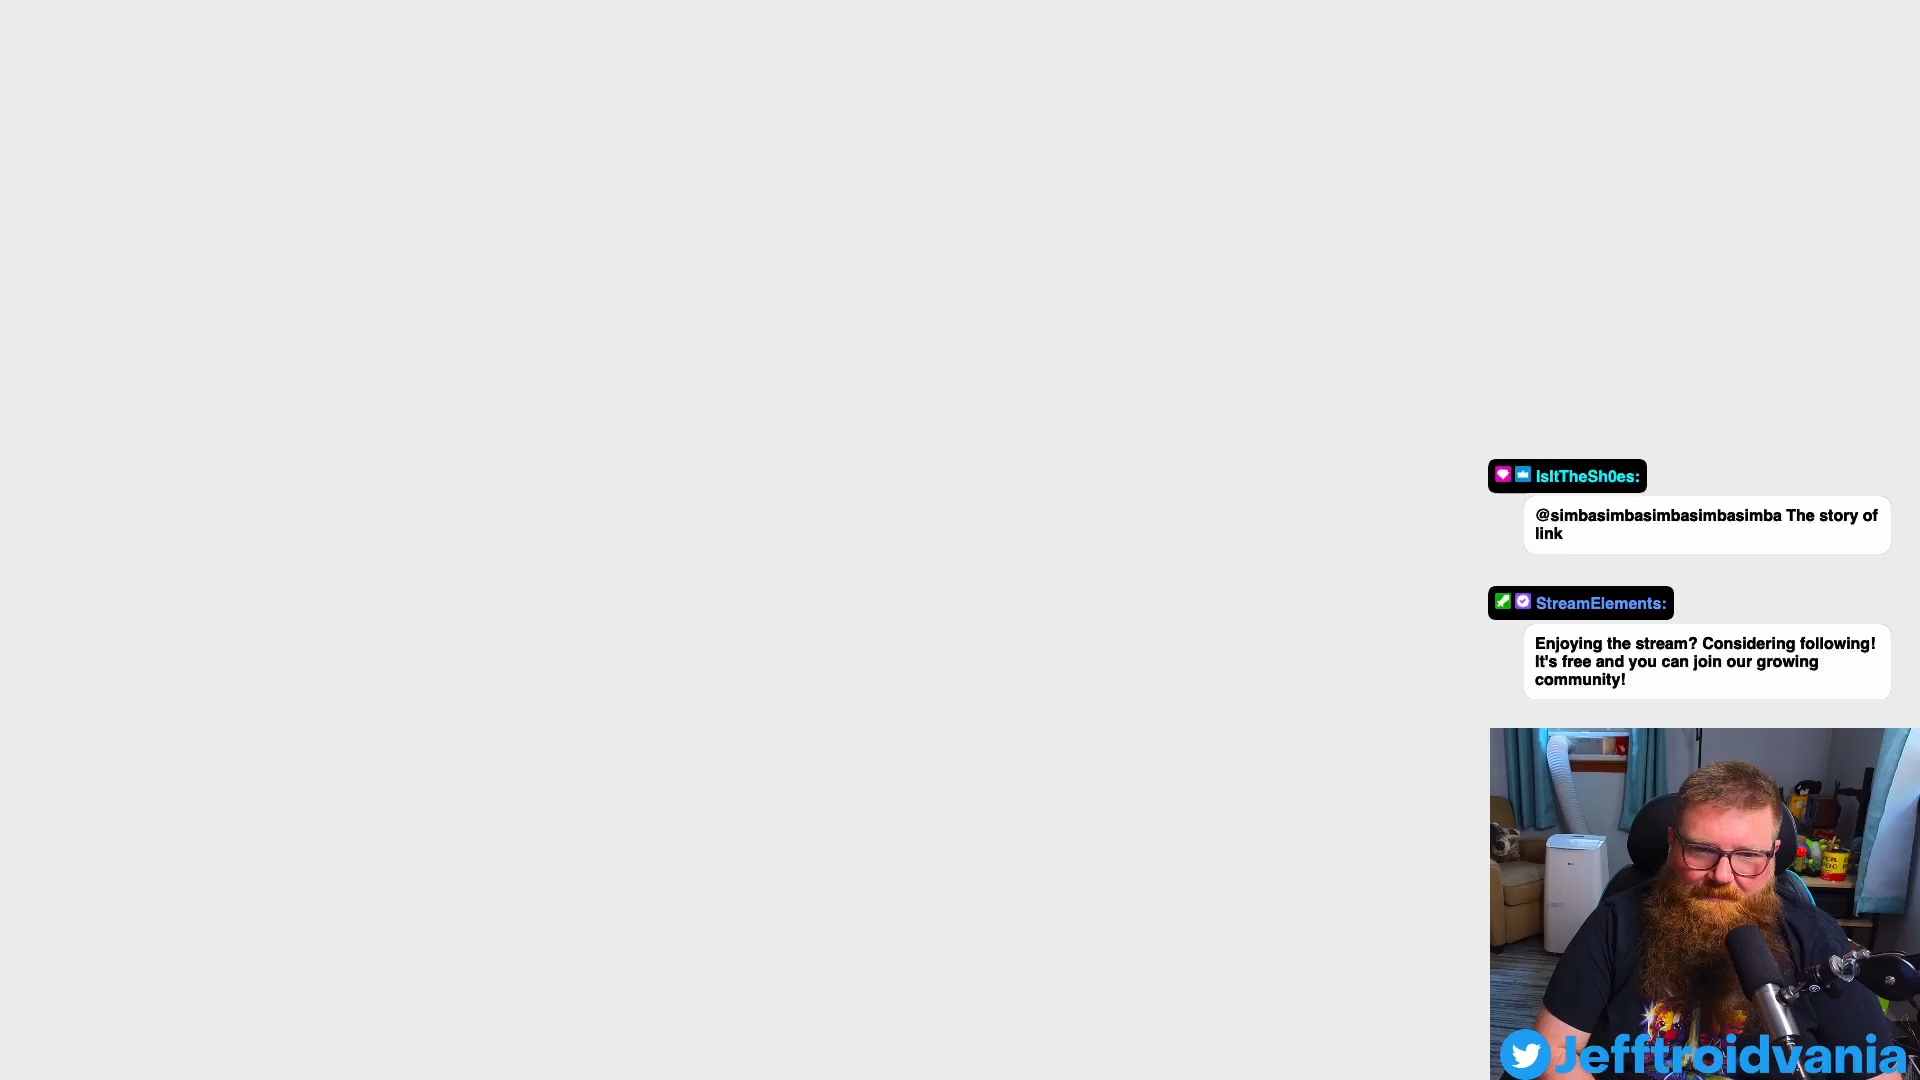 IsItTheSh0es:
@simbasimbasimbasimbasimba The story of
link
StreamElements:
Enjoying the stream? Considering following!
It's free and you can join our growing
community!
Jefftroidvania